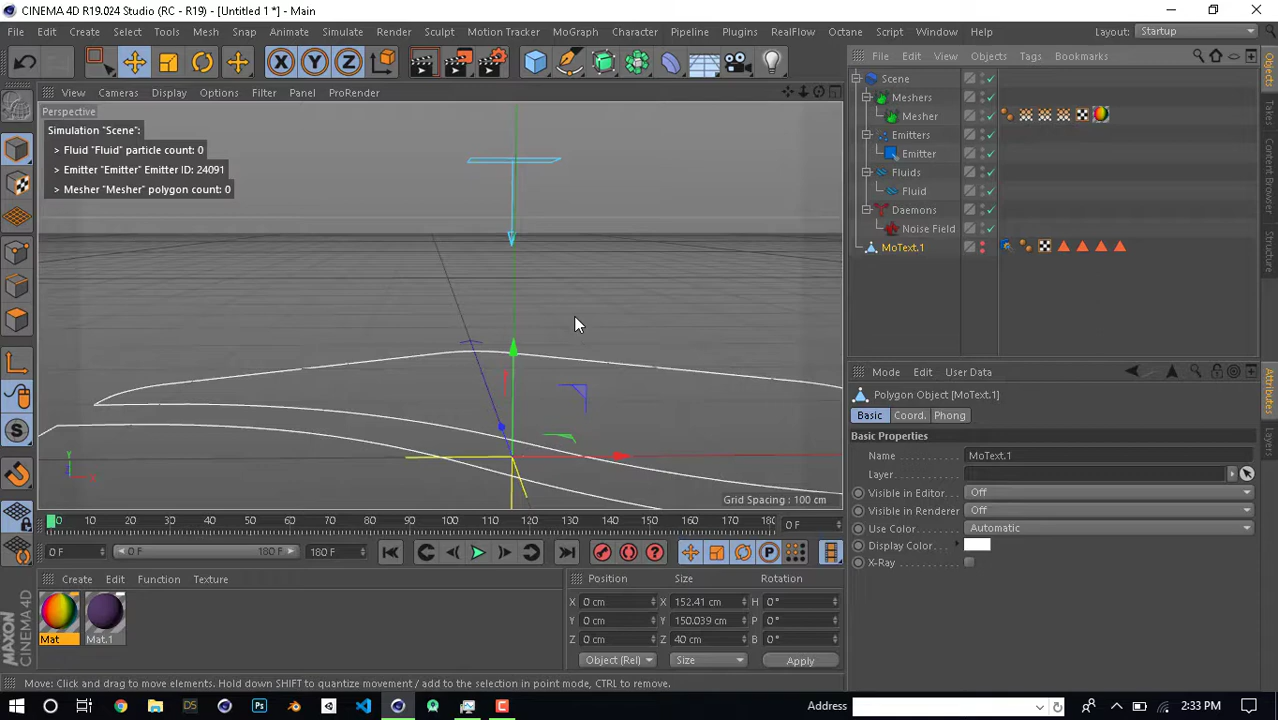 CINEMA 4D R19.024 Studio (RC - R19) - [Untitled 1 *] - Main
File Edit Create Select Tools Mesh Snap Animate Simulate Render Sculpt Motion Tracker MoGraph Character Pipeline Plugins RealFlow Octane Script Window Help Layout: Startup
X Y Z
File Edit View Objects Tags Bookmarks
View Cameras Display Options Filter Panel ProRender
Perspective
Simulation "Scene":
> Fluid "Fluid" particle count: 0
> Emitter "Emitter" Emitter ID: 24091
> Mesher "Mesher" polygon count: 0
Y
X
Grid Spacing : 100 cm
Scene
Meshers
Mesher
Emitters
Emitter
Fluids
Fluid
Daemons
Noise Field
MoText.1
Objects
Takes
Content Browser
Structure
Mode Edit User Data
Polygon Object [MoText.1]
Basic Coord. Phong
Basic Properties
Name MoText.1
Layer
Visible in Editor Off
Visible in Renderer Off
Use Color Automatic
Display Color
X-Ray
Attributes
Layers
S
0 10 20 30 40 50 60 70 80 90 100 110 120 130 140 150 160 170 180 0 F
0 F 0 F 180 F 180 F
P
Create Edit Function Texture
Mat Mat.1
Position Size Rotation
X 0 cm X 152.41 cm H 0°
Y 0 cm Y 150.039 cm P 0°
Z 0 cm Z 40 cm B 0°
Object (Rel) Size Apply
MAXON
CINEMA 4D
Move: Click and drag to move elements. Hold down SHIFT to quantize movement / add to the selection in point mode, CTRL to remove.
DS Ps C Address 2:33 PM